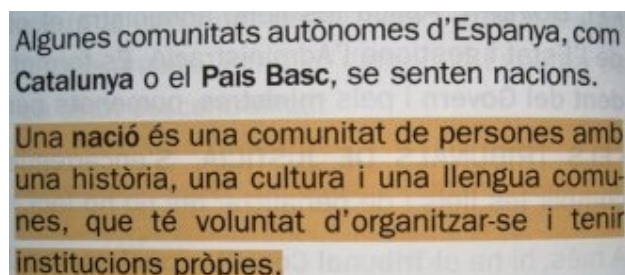 Algunes comunitats autònomes d'Espanya, com
Catalunya o el País Basc, se senten nacions.
Una nació és una comunitat de persones amb
una història, una cultura i una llengua comu-
nes, que té voluntat d'organitzar-se i tenir
institucions pròpies.